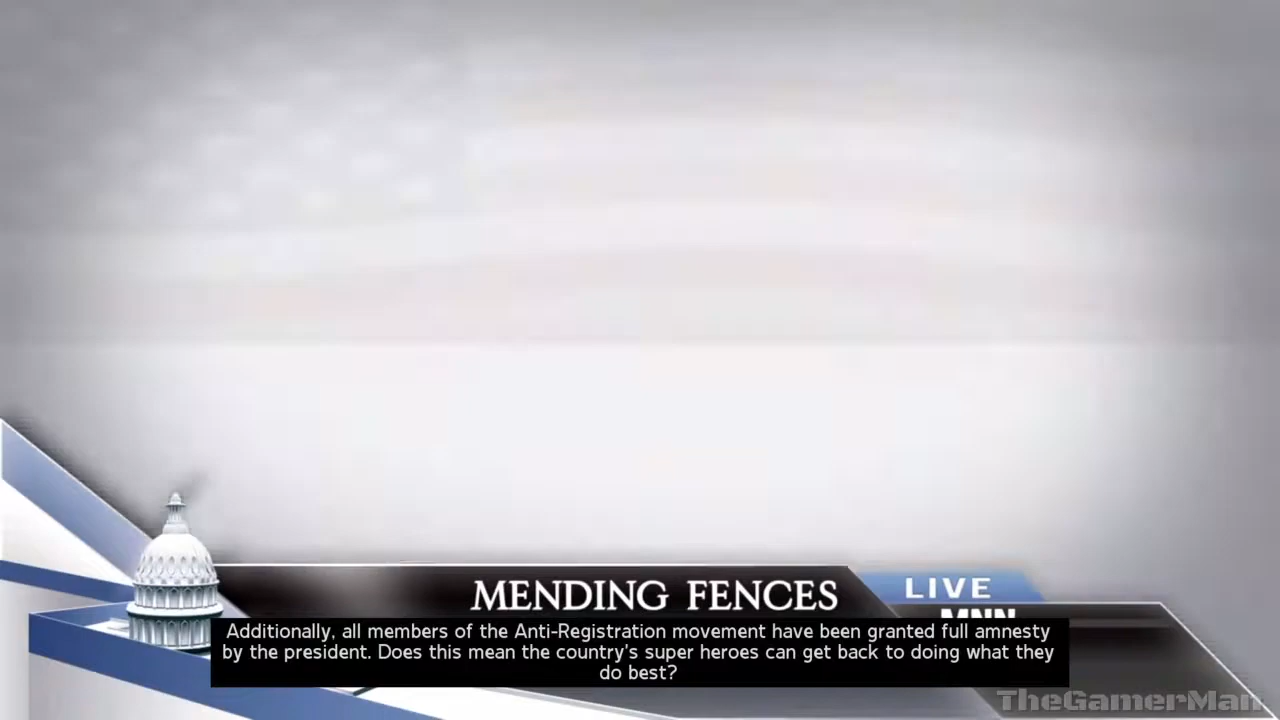 MENDING FENCES
LIVE
MNN
Additionally, all members of the Anti-Registration movement have been granted full amnesty
by the president. Does this mean the country's super heroes can get back to doing what they
do best?
TheGamerMan